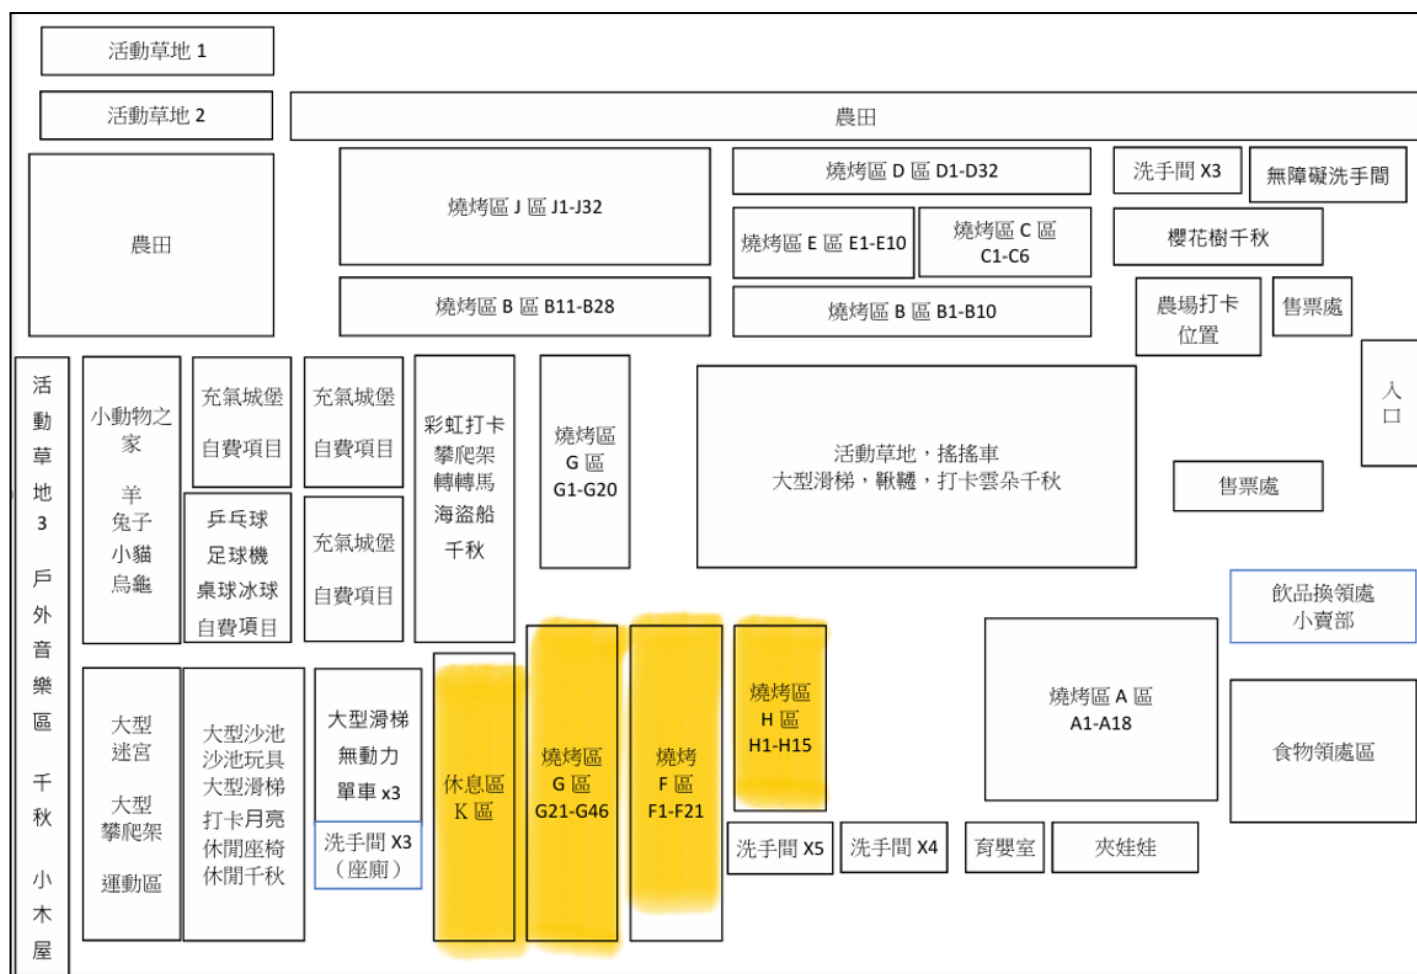 活動草地 1
活動草地 2
農田
農田
燒烤區 J 區 J1-J32
燒烤區 D 區 D1-D32
洗手間 X3
無障礙洗手間
燒烤區 E 區 E1-E10
燒烤區 C 區
C1-C6
櫻花樹千秋
燒烤區 B 區 B11-B28
燒烤區 B 區 B1-B10
農場打卡
位置
售票處
入
口
活
動
草
地
3
戶
外
音
樂
區
千
秋
小
木
屋
小動物之
家
羊
兔子
小貓
烏龜
充氣城堡
自費項目
充氣城堡
自費項目
乒乓球
足球機
桌球冰球
自費項目
充氣城堡
自費項目
彩虹打卡
攀爬架
轉轉馬
海盜船
千秋
燒烤區
G 區
G1-G20
活動草地，搖搖車
大型滑梯，鞦韆，打卡雲朵千秋
售票處
飲品換領處
小賣部
大型
迷宮
大型
攀爬架
運動區
大型沙池
沙池玩具
大型滑梯
打卡月亮
休閒座椅
休閒千秋
大型滑梯
無動力
單車 x3
洗手間 X3
（座廁）
休息區
K 區
燒烤區
G 區
G21-G46
燒烤
F 區
F1-F21
燒烤區
H 區
H1-H15
燒烤區 A 區
A1-A18
食物領處區
洗手間 X5
洗手間 X4
育嬰室
夾娃娃